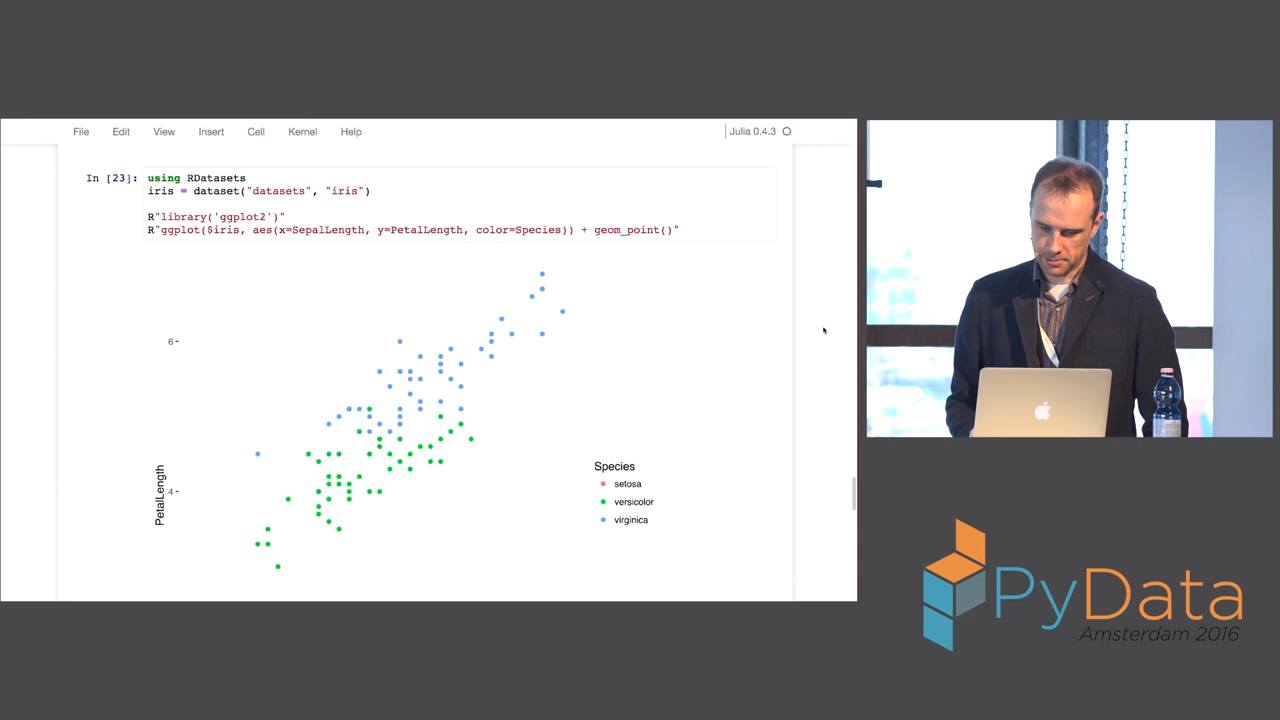 File Edit View Insert Cell Kernel Help Julia 0.4.3
In [23]: using RDatasets
iris = dataset("datasets", "iris")
R"library('ggplot2')"
R"ggplot($iris, aes(x=SepalLength, y=PetalLength, color=Species)) + geom_point()"
6
PetalLength
4
Species
setosa
versicolor
virginica
PyData
Amsterdam 2016